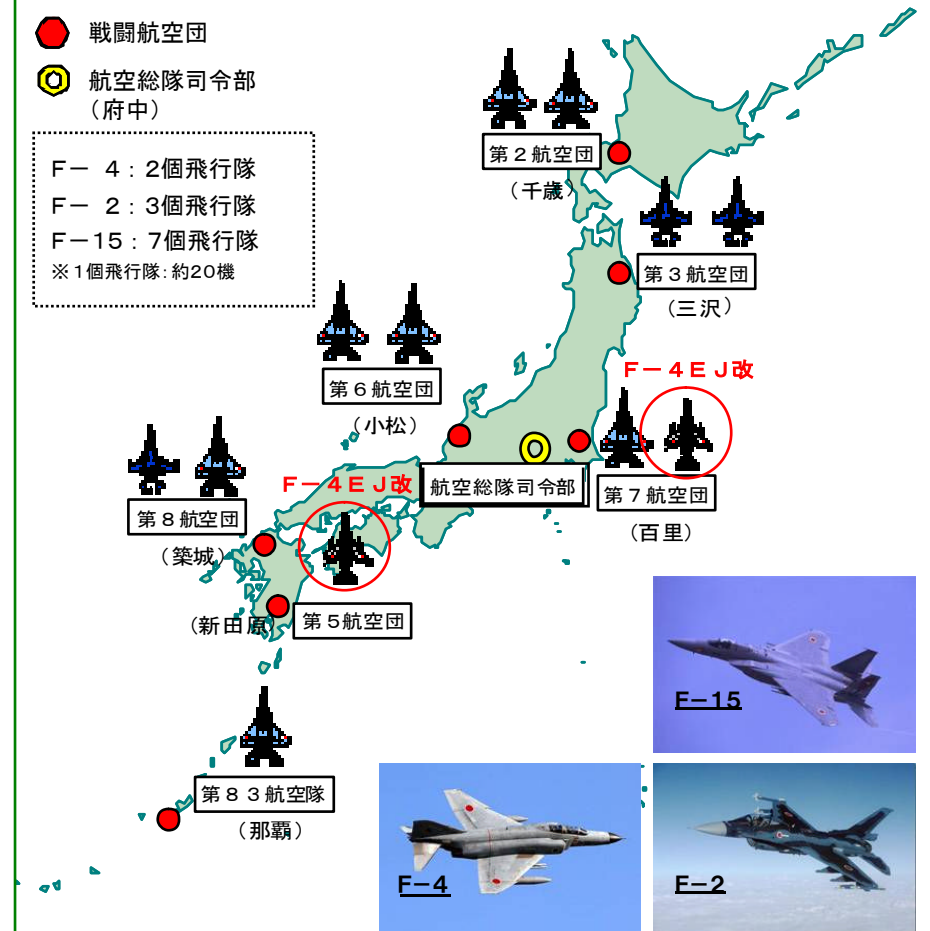 戦闘航空団
航空総隊司令部
（府中）
F－ 4：2個飛行隊
F－ 2：3個飛行隊
F－15：7個飛行隊
※1個飛行隊：約20機
第２航空団
（千歳）
第３航空団
（三沢）
第６航空団
（小松）
F－４ＥＪ改
第７航空団
（百里）
航空総隊司令部
F－４ＥＪ改
第８航空団
（築城）
（新田原）
第５航空団
第８３航空隊
（那覇）
F－15
F－4
F－2